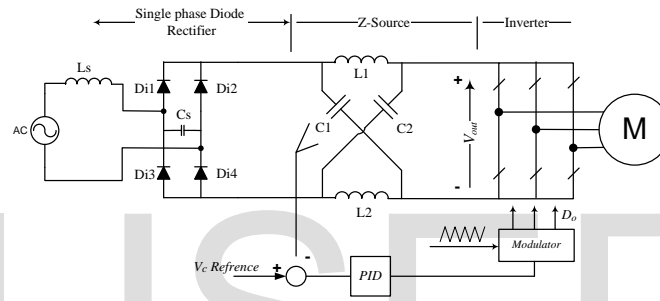 Single phase Diode
Rectifier
Z-Source
Inverter
Ls
L1
Di1
Di2
+
AC
Cs
C1
C2
Vout
M
Di3
Di4
-
L2
Do
Modulator
Vc Refrence
+
-
PID